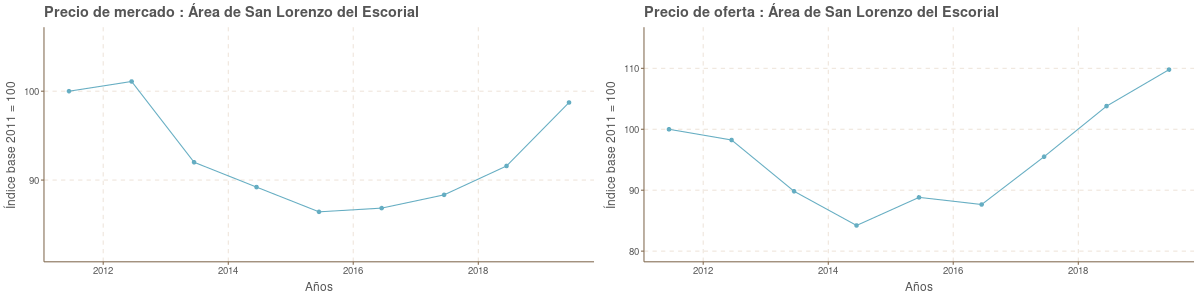 Precio de mercado : Área de San Lorenzo del Escorial
Índice base 2011 = 100
100
90
2012
2014
2016
2018
Años
Precio de oferta : Área de San Lorenzo del Escorial
Índice base 2011 = 100
110
100
90
80
2012
2014
2016
2018
Años